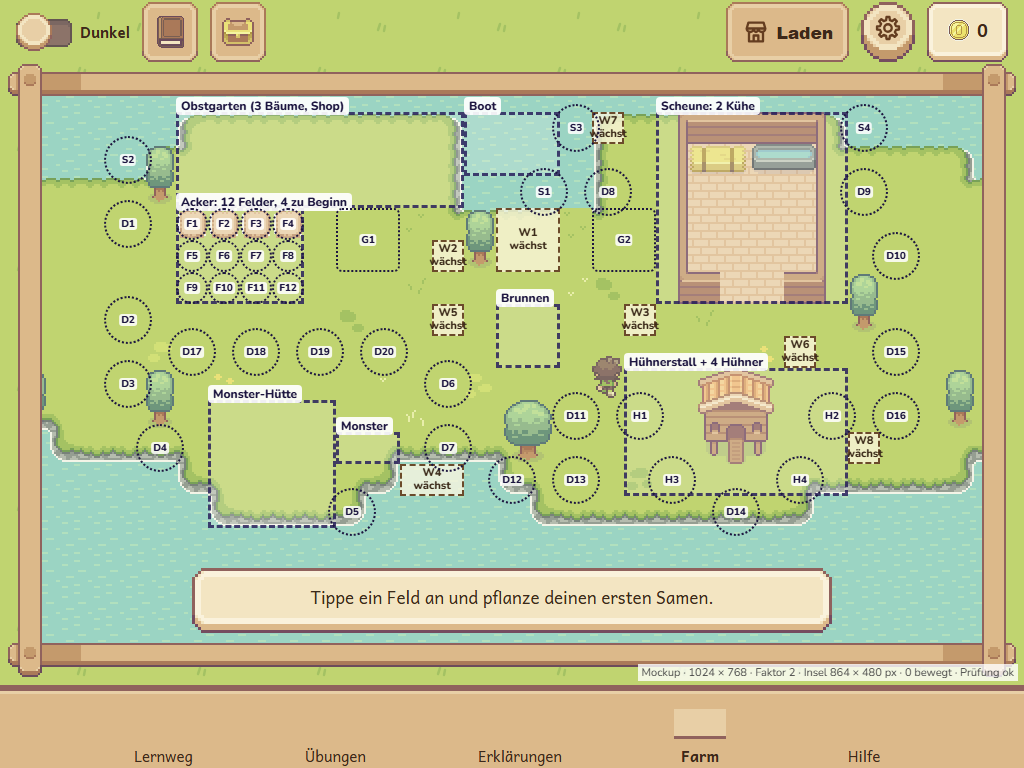 Dunkel
Laden
0
Obstgarten (3 Bäume, Shop)
Boot
Scheune: 2 Kühe
S3
W7
wächst
S4
S2
S1
D8
D9
Acker: 12 Felder, 4 zu Beginn
D1
F1
F2
F3
F4
G1
W1
wächst
G2
W2
wächst
F5
F6
F7
F8
D10
F9
F10
F11
F12
Brunnen
D2
W5
wächst
W3
wächst
D17
D18
D19
D20
W6
wächst
D15
Hühnerstall + 4 Hühner
D3
D6
Monster-Hütte
D11
H1
H2
D16
Monster
D4
D7
W8
wächst
W4
wächst
D12
D13
H3
H4
D5
D14
Tippe ein Feld an und pflanze deinen ersten Samen.
Mockup · 1024 × 768 · Faktor 2 · Insel 864 × 480 px · 0 bewegt · Prüfung ok
Lernweg
Übungen
Erklärungen
Farm
Hilfe